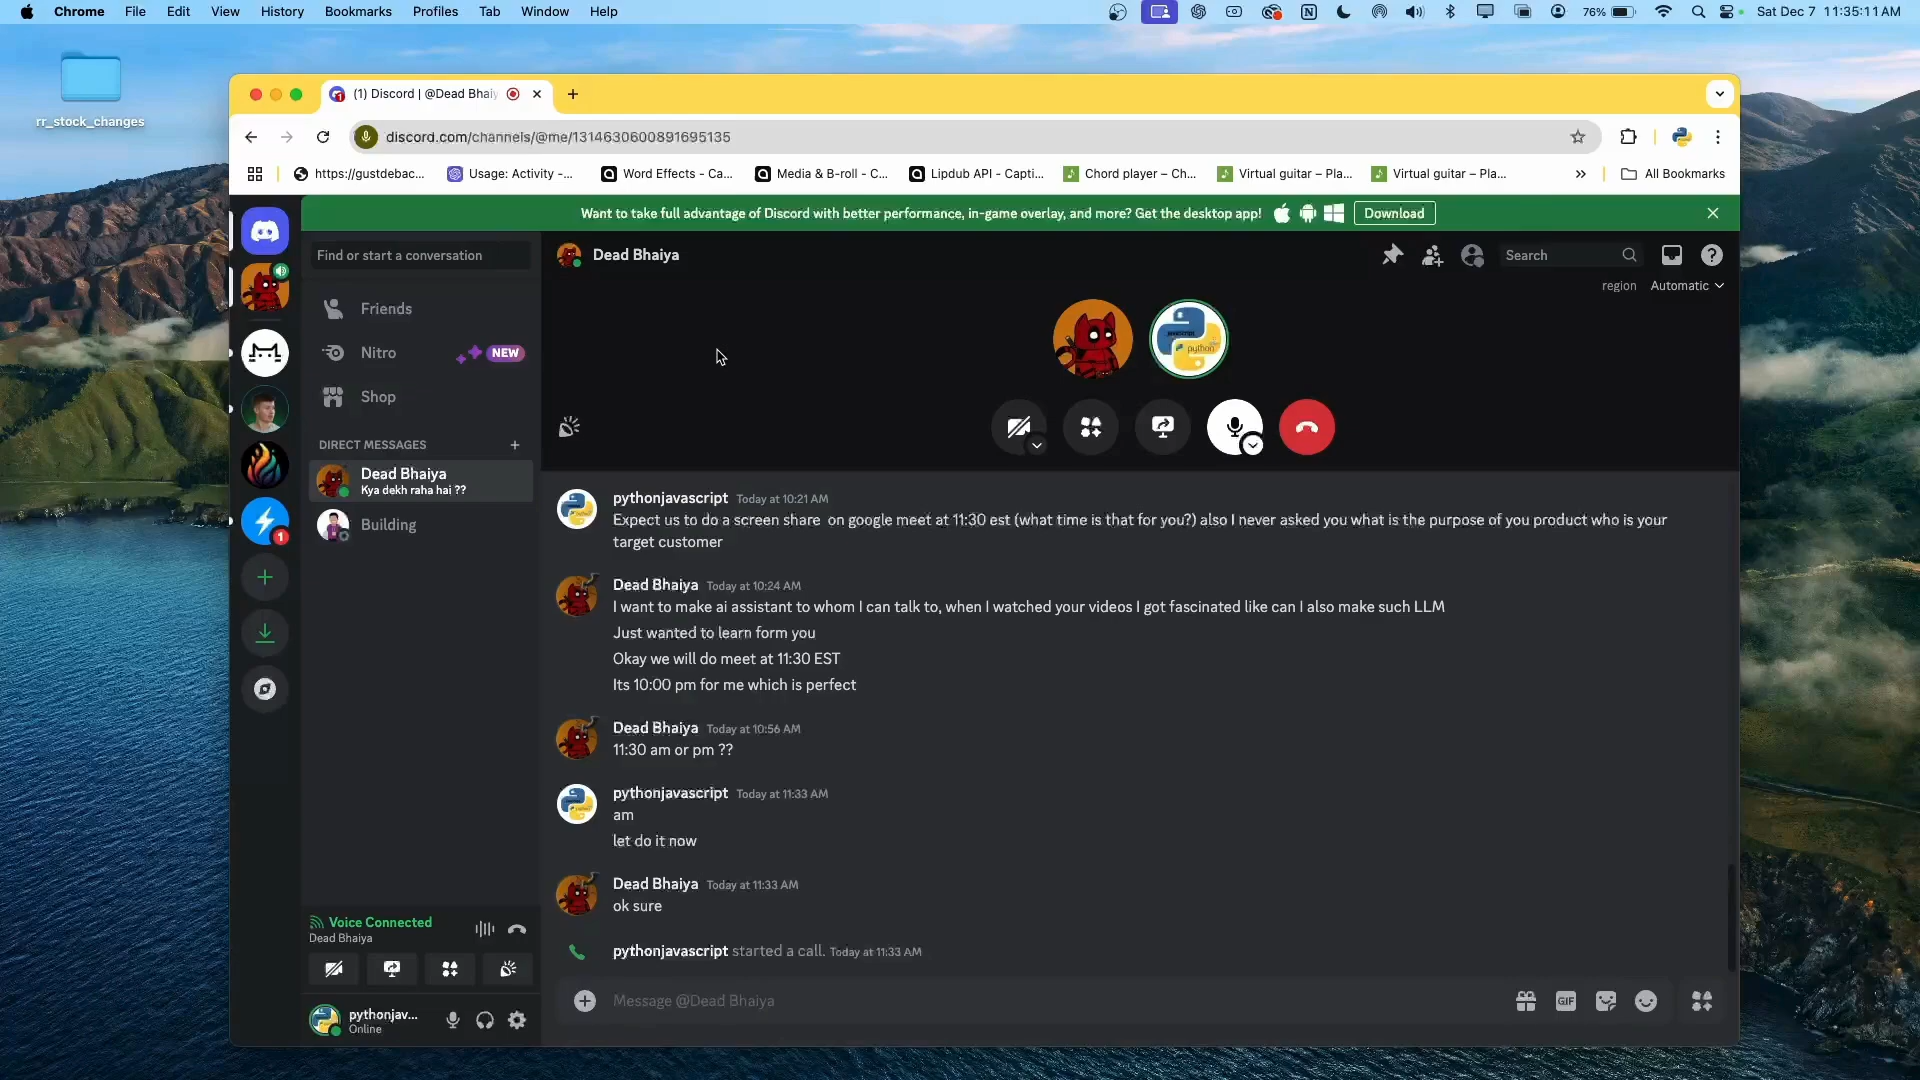 Chrome File Edit View History Bookmarks Profiles Tab Window Help
76% Sat Dec 7 11:35:11 AM
rr_stock_changes
(1) Discord | @Dead Bhaiy
discord.com/channels/@me/1314630600891695135
https://gustdebac... Usage: Activity -... Word Effects - Ca... Media & B-roll - C... Lipdub API - Capti... Chord player – Ch... Virtual guitar – Pla... Virtual guitar – Pla... » All Bookmarks
Want to take full advantage of Discord with better performance, in-game overlay, and more? Get the desktop app! Download
Find or start a conversation
Dead Bhaiya
Search
region Automatic
Friends
Nitro NEW
Shop
DIRECT MESSAGES
Dead Bhaiya
Kya dekh raha hai ??
Building
1
pythonjavascript Today at 10:21 AM
Expect us to do a screen share on google meet at 11:30 est (what time is that for you?) also I never asked you what is the purpose of you product who is your
target customer
Dead Bhaiya Today at 10:24 AM
I want to make ai assistant to whom I can talk to, when I watched your videos I got fascinated like can I also make such LLM
Just wanted to learn form you
Okay we will do meet at 11:30 EST
Its 10:00 pm for me which is perfect
Dead Bhaiya Today at 10:56 AM
11:30 am or pm ??
pythonjavascript Today at 11:33 AM
am
let do it now
Dead Bhaiya Today at 11:33 AM
ok sure
pythonjavascript started a call. Today at 11:33 AM
Message @Dead Bhaiya
GIF
Voice Connected
Dead Bhaiya
pythonjav...
Online